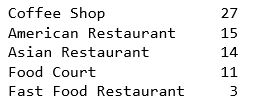 Coffee Shop 27
American Restaurant 15
Asian Restaurant 14
Food Court 11
Fast Food Restaurant 3